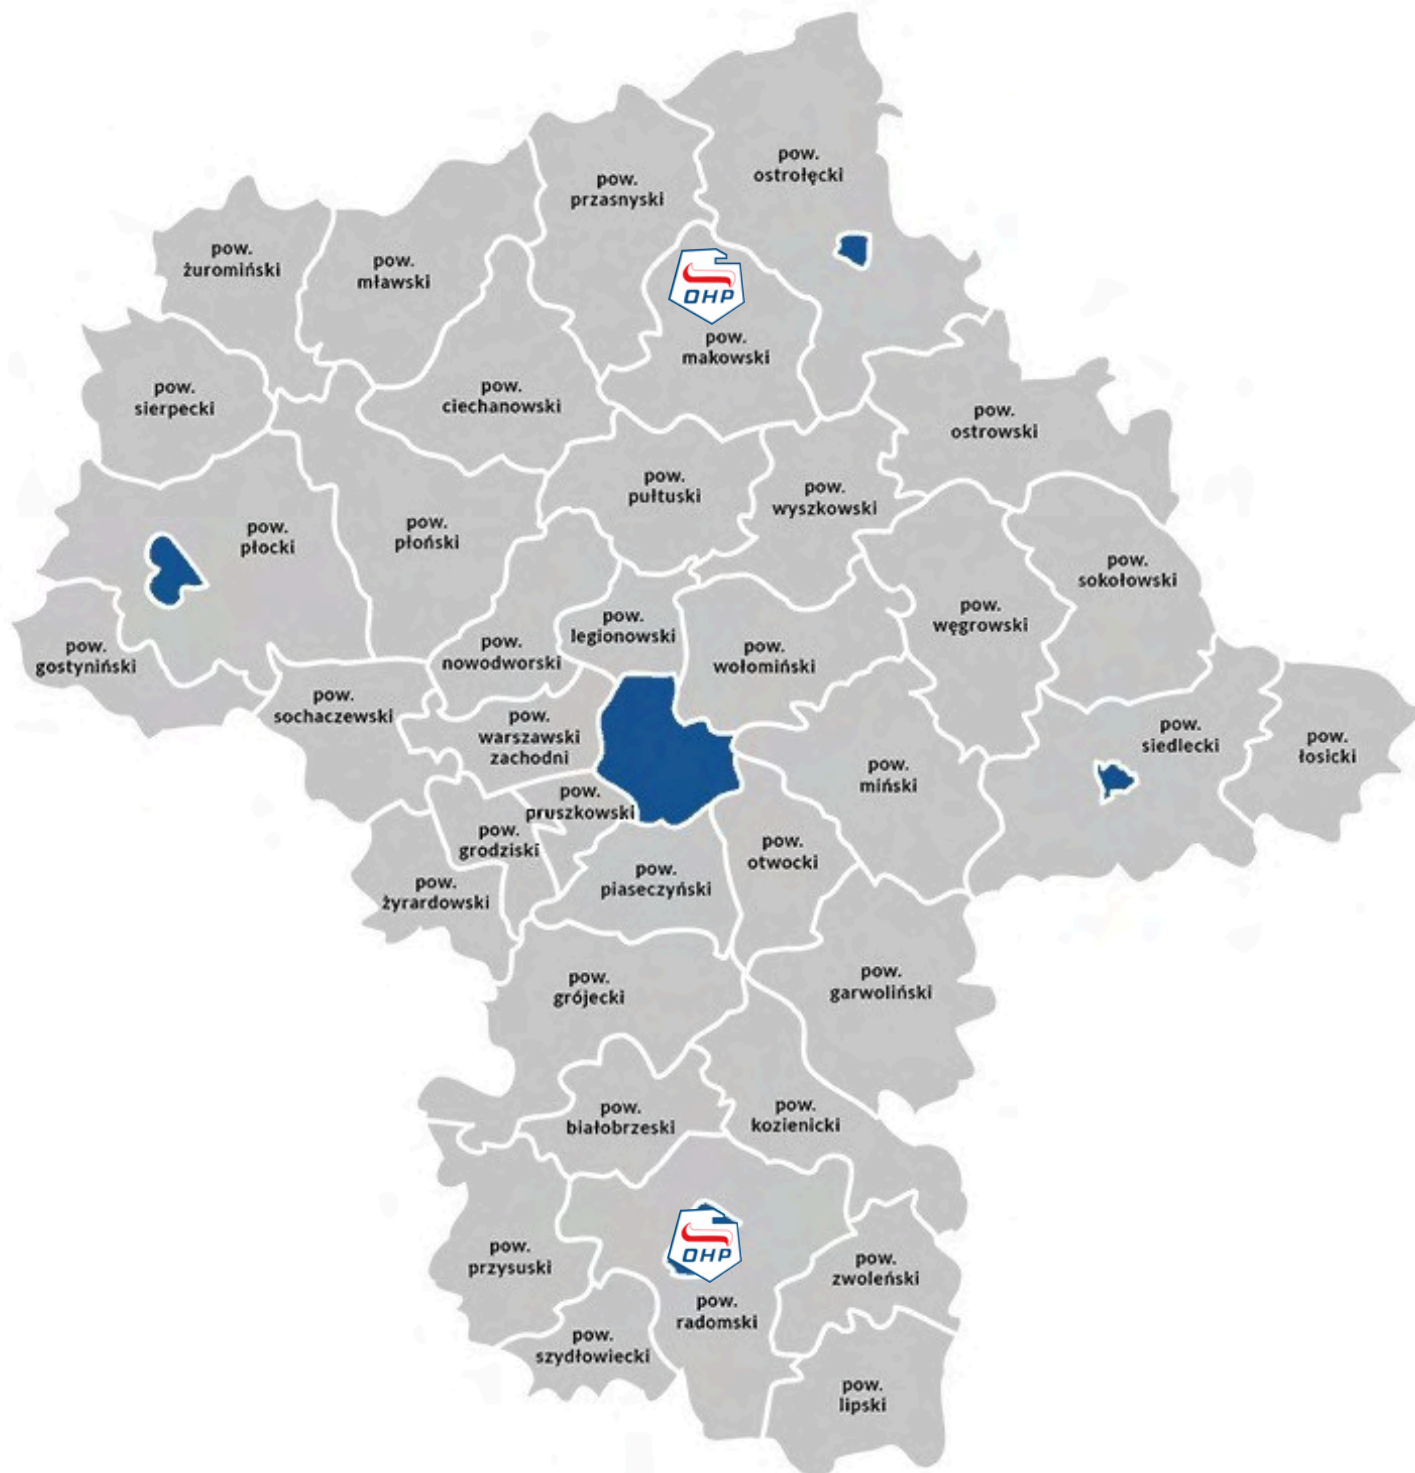 pow.
ostrołęcki
pow.
przasnyski
pow.
żuromiński
pow.
mławski
OHP
pow.
makowski
pow.
sierpecki
pow.
ciechanowski
pow.
ostrowski
pow.
pułtuski
pow.
wyszkowski
pow.
płocki
pow.
płoński
pow.
sokołowski
pow.
węgrowski
pow.
legionowski
pow.
gostyniński
pow.
nowodworski
pow.
wołomiński
pow.
sochaczewski
pow.
warszawski
zachodni
pow.
siedlecki
pow.
łosicki
pow.
miński
pow.
pruszkowski
pow.
grodziski
pow.
otwocki
pow.
żyrardowski
pow.
piaseczyński
pow.
grójecki
pow.
garwoliński
pow.
białobrzeski
pow.
kozienicki
OHP
pow.
przysuski
pow.
zwoleński
pow.
radomski
pow.
szydłowiecki
pow.
lipski